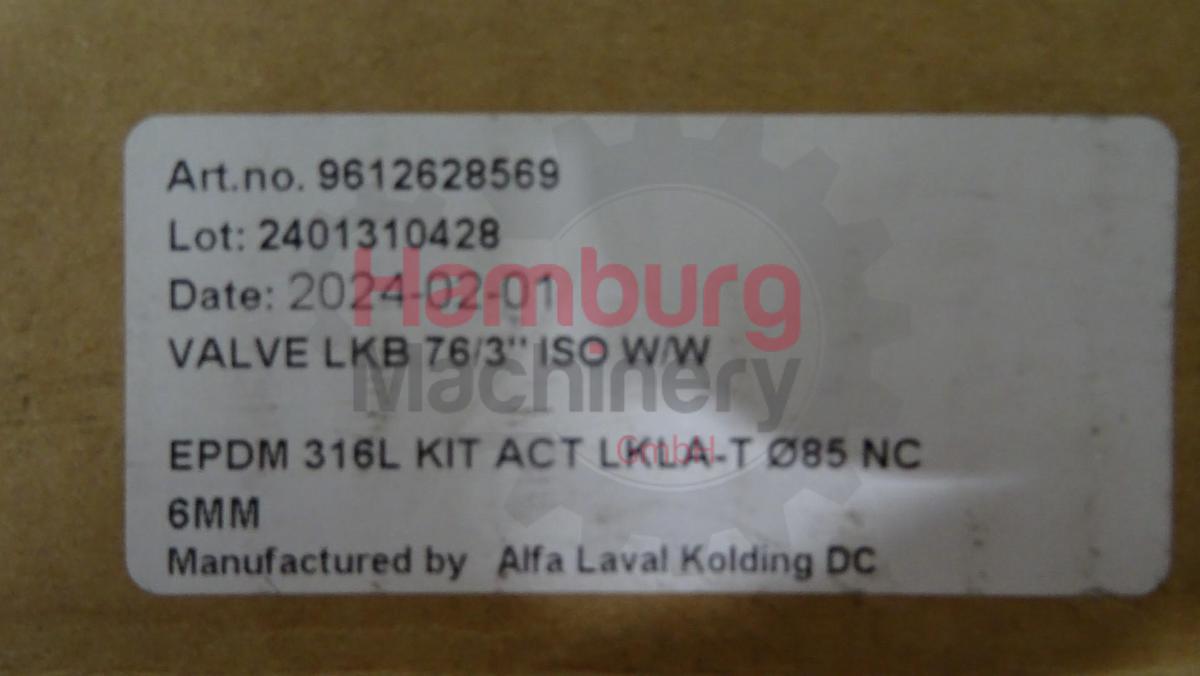 Art.no. 9612628569
Lot: 2401310428
Date: 2024-02-01
VALVE LKB 76/3" ISO W/W
EPDM 316L KIT ACT LKLA-T Ø85 NC
6MM
Manufactured by Alfa Laval Kolding DC
Hamburg
Machinery
GmbH